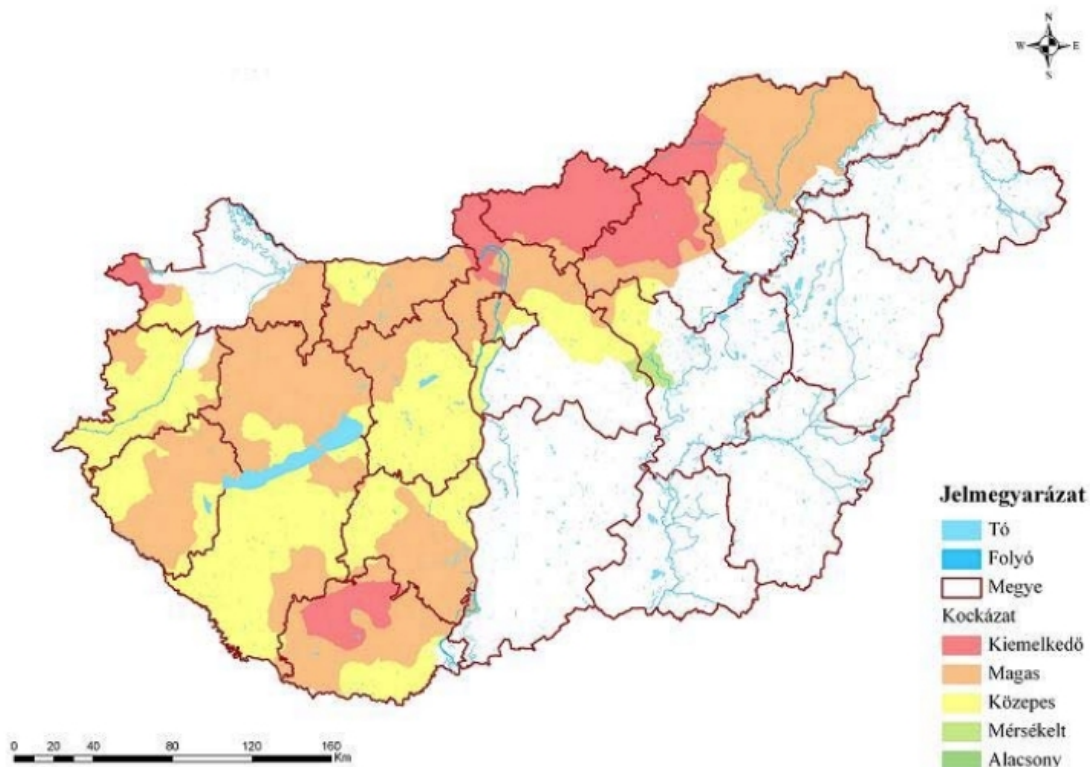 N
W E
S
Jelmegyarázat
Tó
Folyó
Megye
Kockázat
Kiemelkedő
Magas
Közepes
Mérsékelt
Alacsony
0 20 40 80 120 160
Km